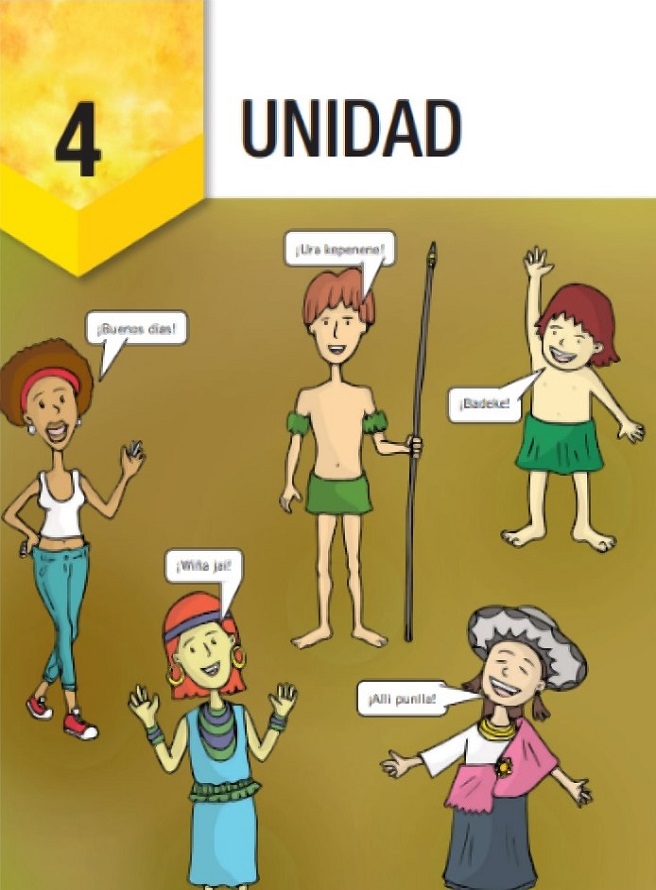 4
UNIDAD
¡Ura kepenene!
¡Buenos días!
¡Badeke!
¡Wiña jai!
¡Alli punlla!